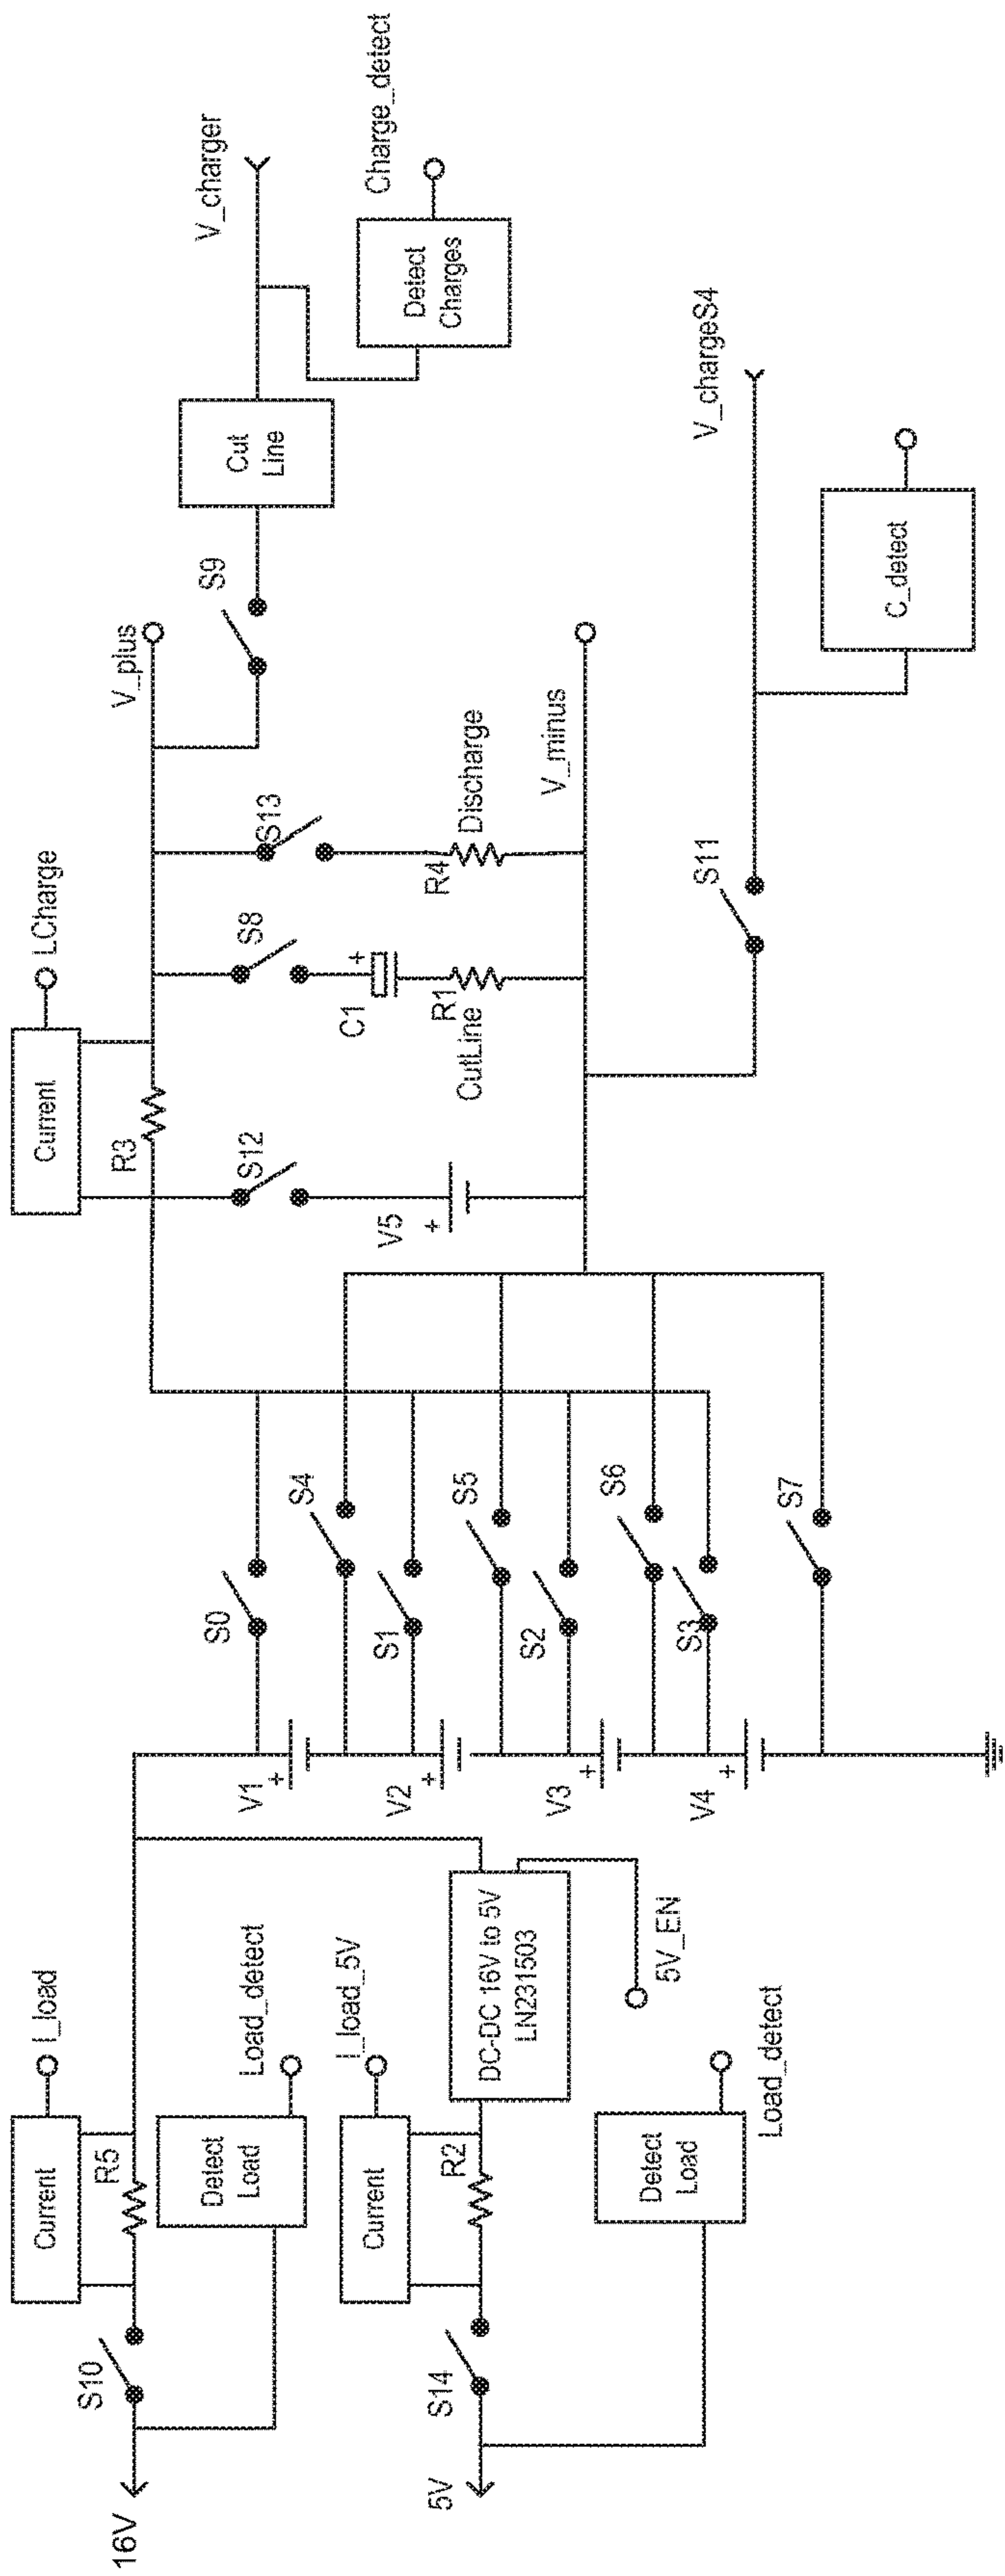 16V
S10
Current
I_load
R5
Detect
Load
Load_detect
5V
S14
Current
I_load_5V
R2
DC-DC 16V to 5V
LN231503
5V_EN
Detect
Load
Load_detect
V1
+
V2
+
V3
+
V4
+
S0
S4
S1
S5
S2
S6
S3
S7
Current
LCharge
R3
S12
V5
+
S8
C1
+
R1
CutLine
S13
R4
Discharge
V_plus
V_minus
S9
Cut
Line
V_charger
Detect
Charges
Charge_detect
S11
V_chargeS4
C_detect